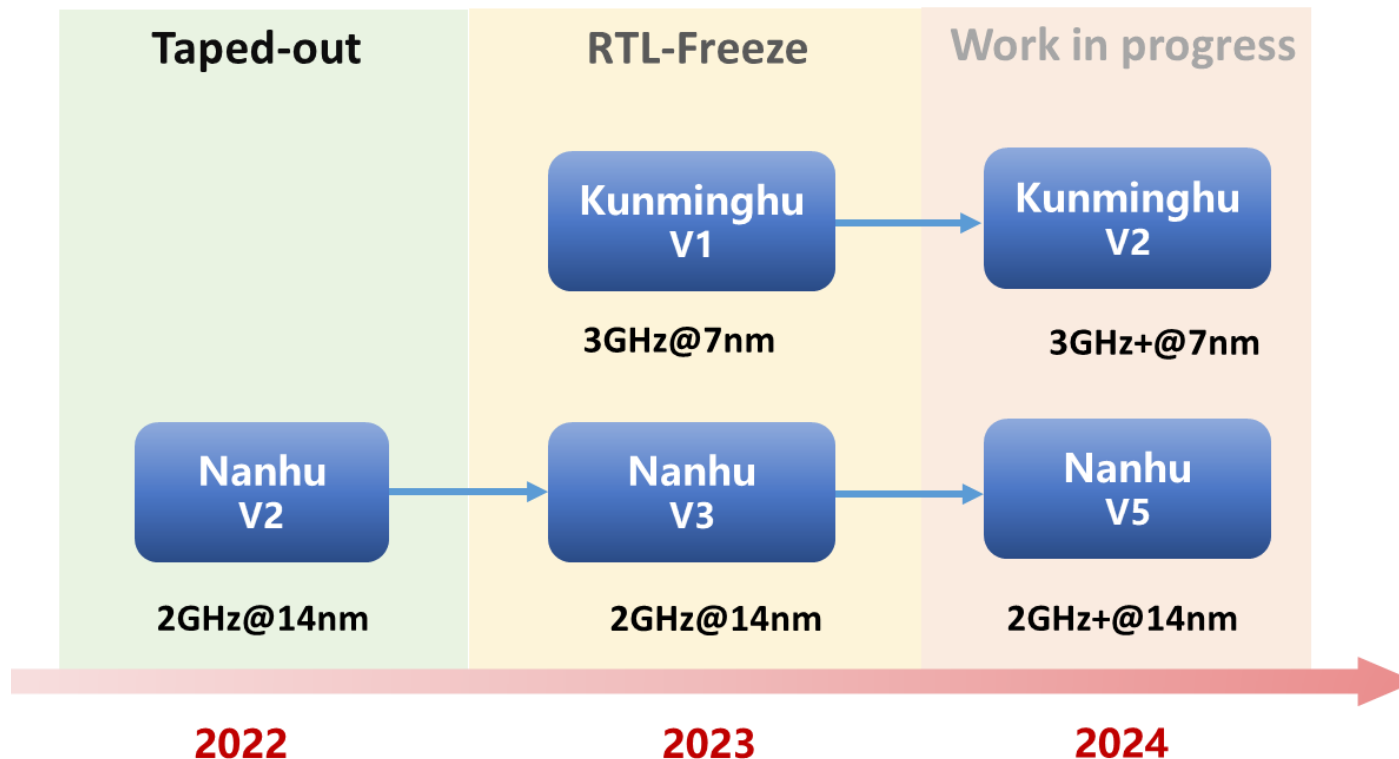 Taped-out
RTL-Freeze
Work in progress
Kunminghu
V1
Kunminghu
V2
3GHz@7nm
3GHz+@7nm
Nanhu
V2
Nanhu
V3
Nanhu
V5
2GHz@14nm
2GHz@14nm
2GHz+@14nm
2022
2023
2024